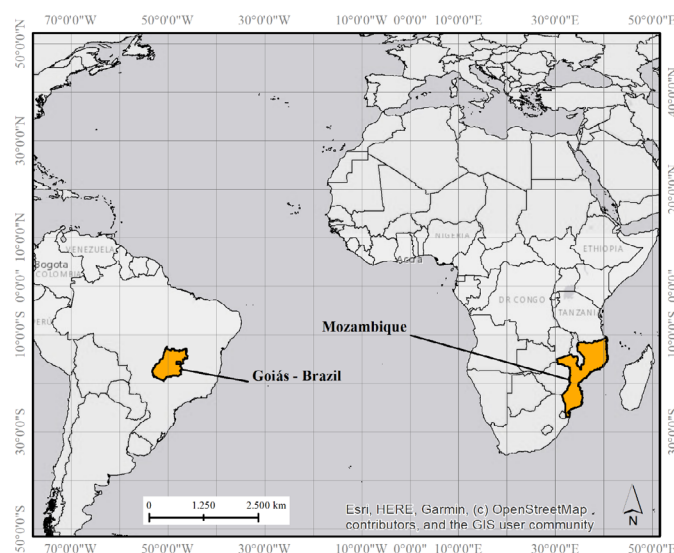 70°0'0"W 50°0'0"W 30°0'0"W 10°0'0"W 0°0'0" 10°0'0"E 30°0'0"E 50°0'0"E
50°0'0"N
30°0'0"N
10°0'0"N
0°0'0"
10°0'0"S
30°0'0"S
50°0'0"S
VENEZUELA
Bogota
COLOMBIA
NIGERIA
Accra
ETHIOPIA
DR CONGO
TANZANIA
Mozambique
Goiás - Brazil
0 1.250 2.500 km
Esri, HERE, Garmin, (c) OpenStreetMap
contributors, and the GIS user community
N
70°0'0"W 50°0'0"W 30°0'0"W 10°0'0"W 0°0'0" 10°0'0"E 30°0'0"E 50°0'0"E